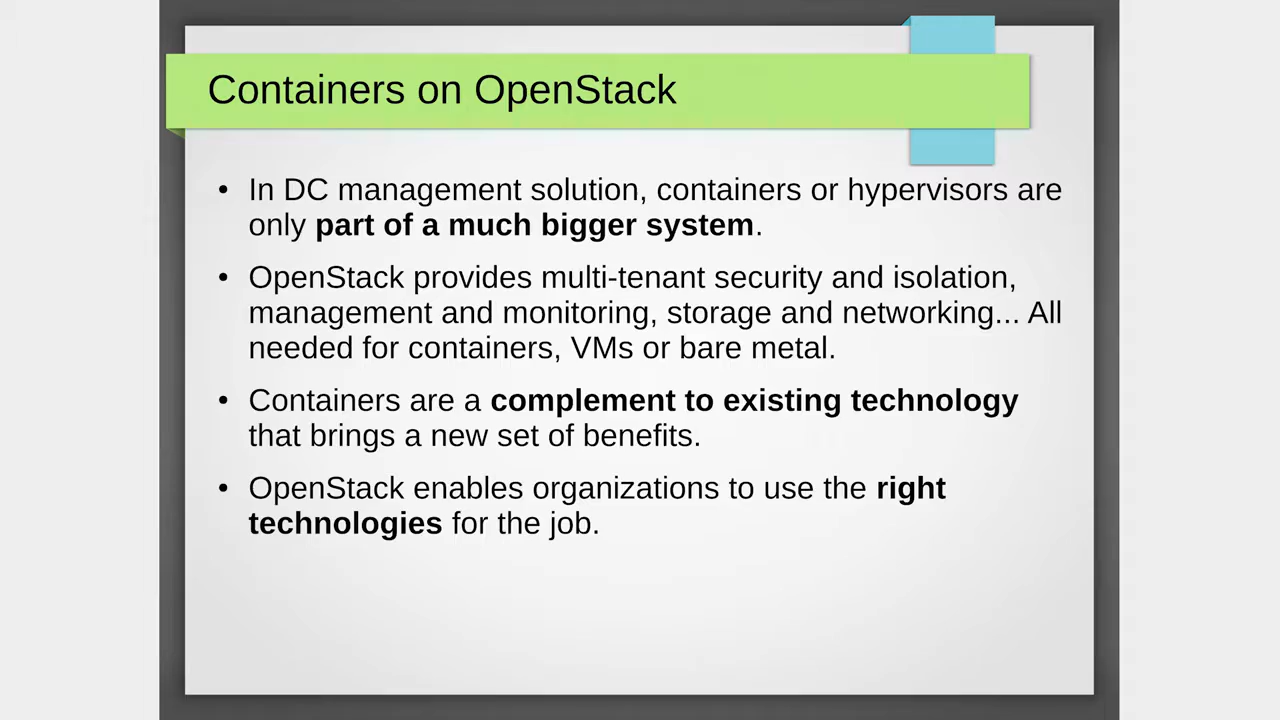 Containers on OpenStack
• In DC management solution, containers or hypervisors are
only part of a much bigger system.
• OpenStack provides multi-tenant security and isolation,
management and monitoring, storage and networking... All
needed for containers, VMs or bare metal.
• Containers are a complement to existing technology
that brings a new set of benefits.
• OpenStack enables organizations to use the right
technologies for the job.